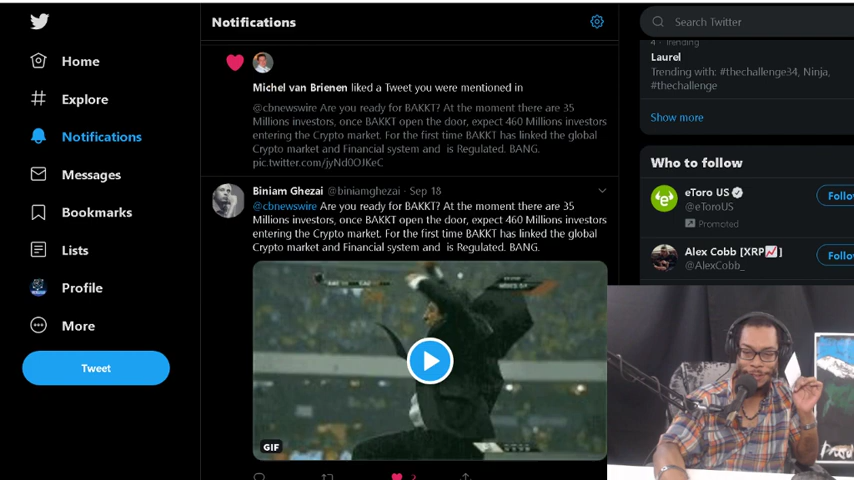 Notifications
Search Twitter
Home
Explore
Notifications
Messages
Bookmarks
Lists
Profile
More
Tweet
Michel van Brienen liked a Tweet you were mentioned in
@cbnewswire Are you ready for BAKKT? At the moment there are 35
Millions investors, once BAKKT open the door, expect 460 Millions investors
entering the Crypto market. For the first time BAKKT has linked the global
Crypto market and Financial system and  is Regulated. BANG.
pic.twitter.com/jyNd0OJKeC
Biniam Ghezai @biniamghezai · Sep 18
@cbnewswire Are you ready for BAKKT? At the moment there are 35
Millions investors, once BAKKT open the door, expect 460 Millions investors
entering the Crypto market. For the first time BAKKT has linked the global
Crypto market and Financial system and  is Regulated. BANG.
GIF
2
4 · Trending
Laurel
Trending with: #thechallenge34, Ninja,
#thechallenge
Show more
Who to follow
eToro US
@eToroUS
Promoted
Follo
Alex Cobb [XRP📈]
@AlexCobb_
Follo